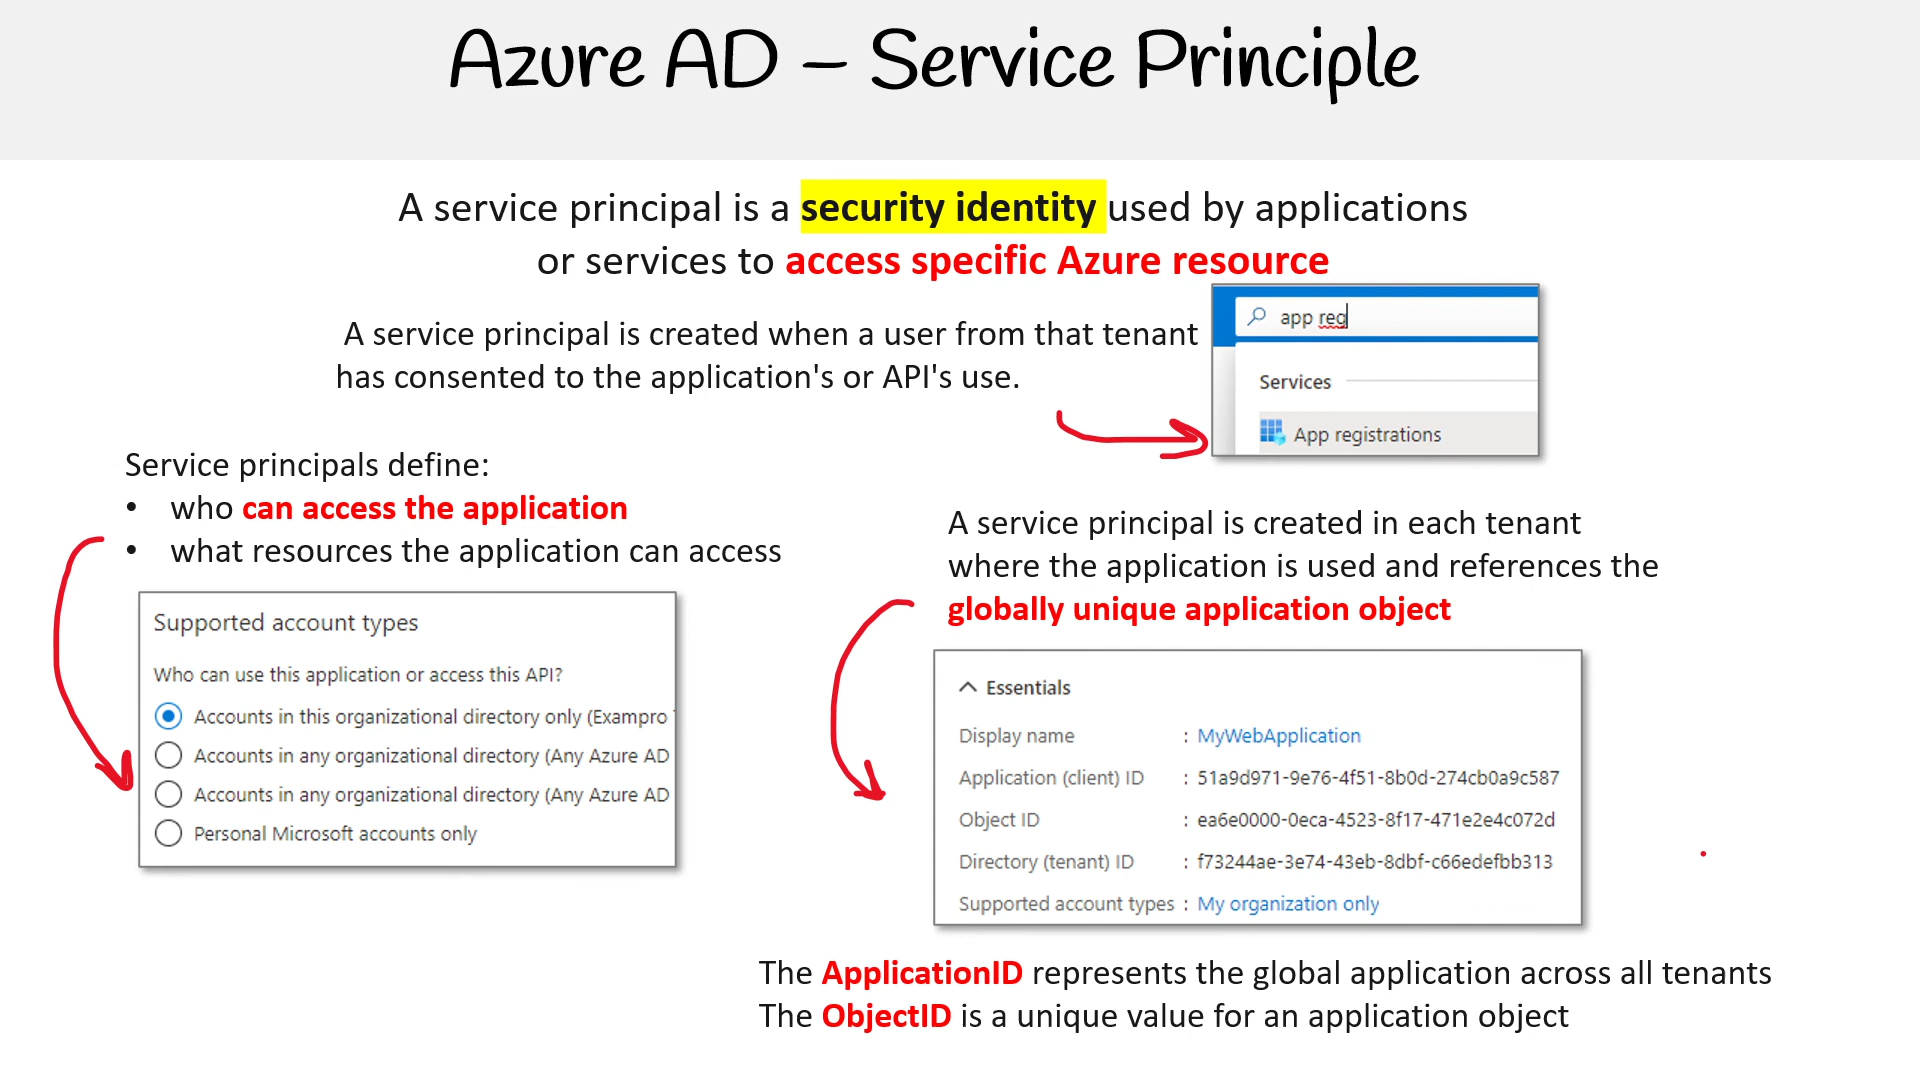 Azure AD – Service Principle
A service principal is a security identity used by applications
or services to access specific Azure resource
A service principal is created when a user from that tenant
has consented to the application's or API's use.
app reg
Services
App registrations
Service principals define:
• who can access the application
• what resources the application can access
Supported account types
Who can use this application or access this API?
Accounts in this organizational directory only (Exampro
Accounts in any organizational directory (Any Azure AD
Accounts in any organizational directory (Any Azure AD
Personal Microsoft accounts only
A service principal is created in each tenant
where the application is used and references the
globally unique application object
Essentials
Display name : MyWebApplication
Application (client) ID : 51a9d971-9e76-4f51-8b0d-274cb0a9c587
Object ID : ea6e0000-0eca-4523-8f17-471e2e4c072d
Directory (tenant) ID : f73244ae-3e74-43eb-8dbf-c66edefbb313
Supported account types : My organization only
The ApplicationID represents the global application across all tenants
The ObjectID is a unique value for an application object